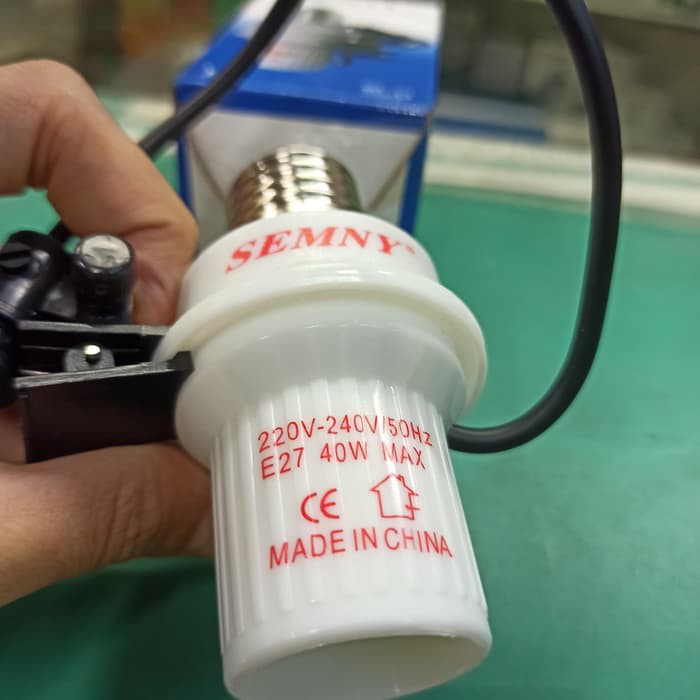 SEMNY
220V-240V/50Hz
E27 40W MAX
CE
MADE IN CHINA